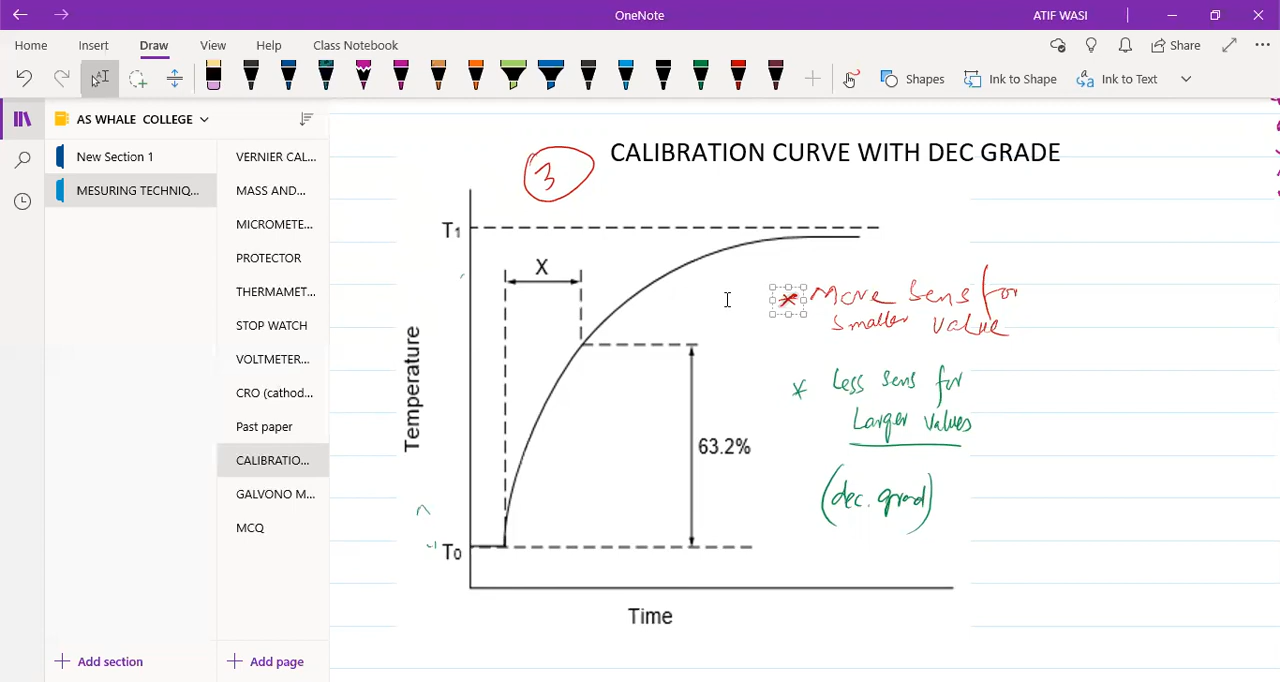 OneNote
ATIF WASI
Home
Insert
Draw
View
Help
Class Notebook
Share
Shapes
Ink to Shape
Ink to Text
AS WHALE COLLEGE
New Section 1
MESURING TECHNIQ...
VERNIER CAL...
MASS AND...
MICROMETE...
PROTECTOR
THERMAMET...
STOP WATCH
VOLTMETER...
CRO (cathod...
Past paper
CALIBRATIO...
GALVONO M...
MCQ
Add section
Add page
3
CALIBRATION CURVE WITH DEC GRADE
T1
X
Temperature
63.2%
T0
Time
* More sens for
smaller value
* Less sens for
Larger values
(dec. grad)